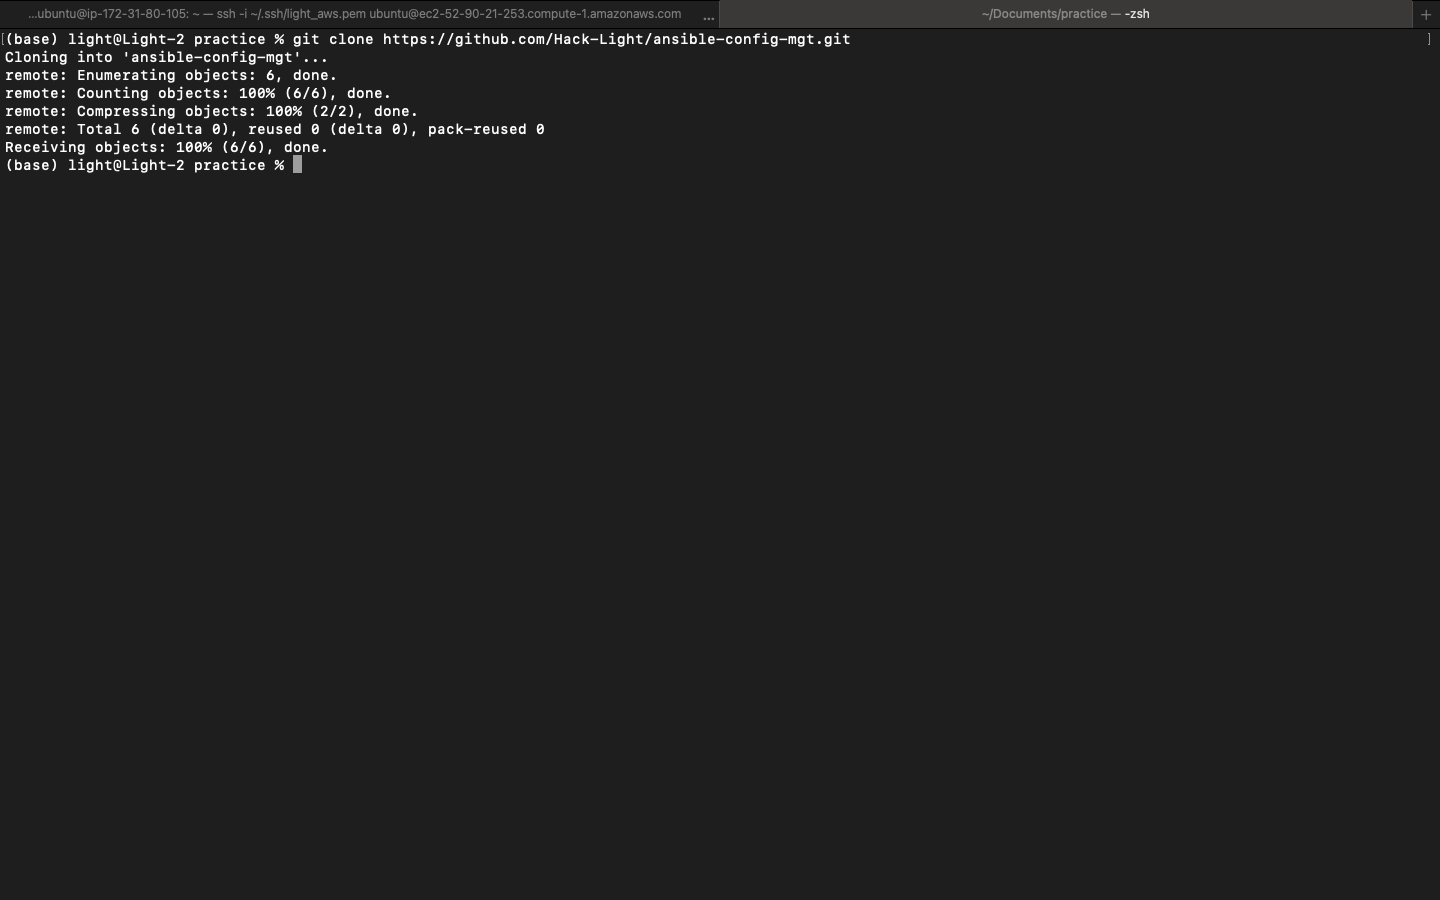 ...ubuntu@ip-172-31-80-105: ~ — ssh -i ~/.ssh/light_aws.pem ubuntu@ec2-52-90-21-253.compute-1.amazonaws.com ...
~/Documents/practice — -zsh +
[(base) light@Light-2 practice % git clone https://github.com/Hack-Light/ansible-config-mgt.git ]
Cloning into 'ansible-config-mgt'...
remote: Enumerating objects: 6, done.
remote: Counting objects: 100% (6/6), done.
remote: Compressing objects: 100% (2/2), done.
remote: Total 6 (delta 0), reused 0 (delta 0), pack-reused 0
Receiving objects: 100% (6/6), done.
(base) light@Light-2 practice %